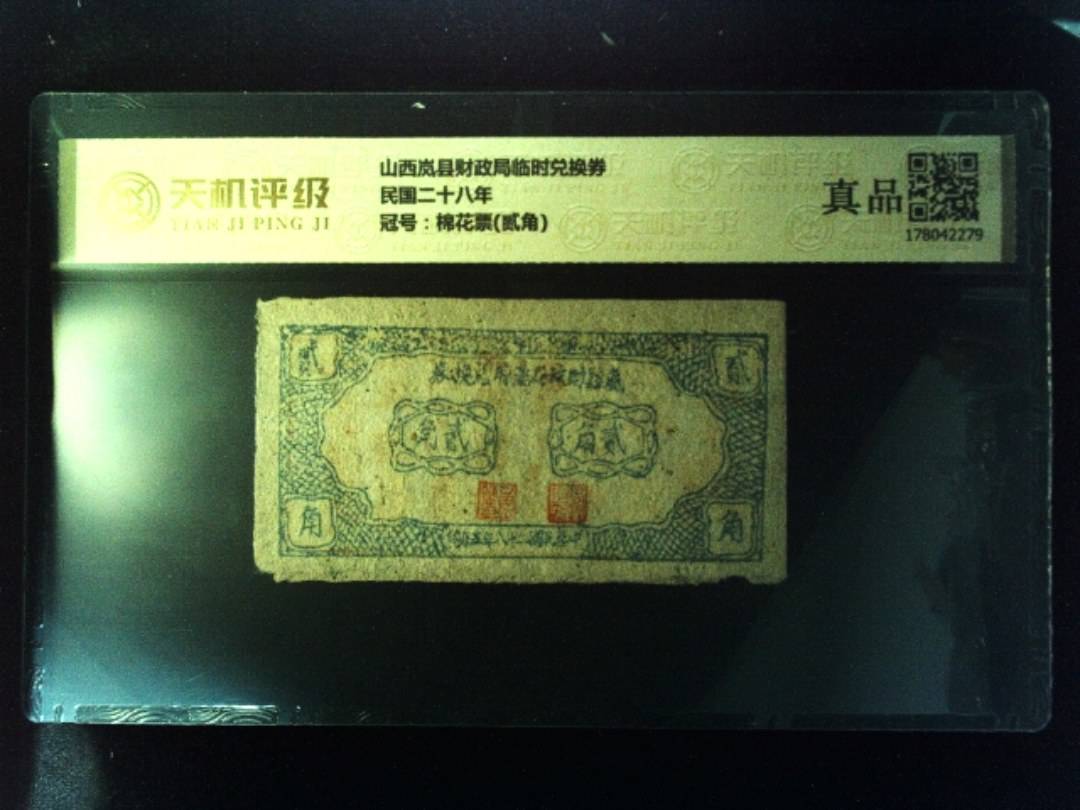 天机评级
TIAN JI PING JI
山西岚县财政局临时兑换券
民国二十八年
冠号：棉花票(贰角)
真品
178042279
贰
贰
角贰
角贰
角
角